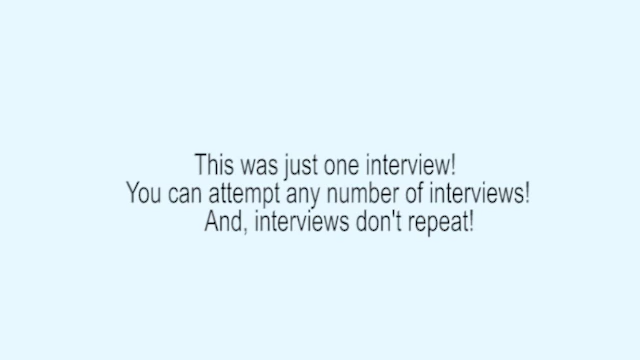 This was just one interview!
You can attempt any number of interviews!
And, interviews don't repeat!